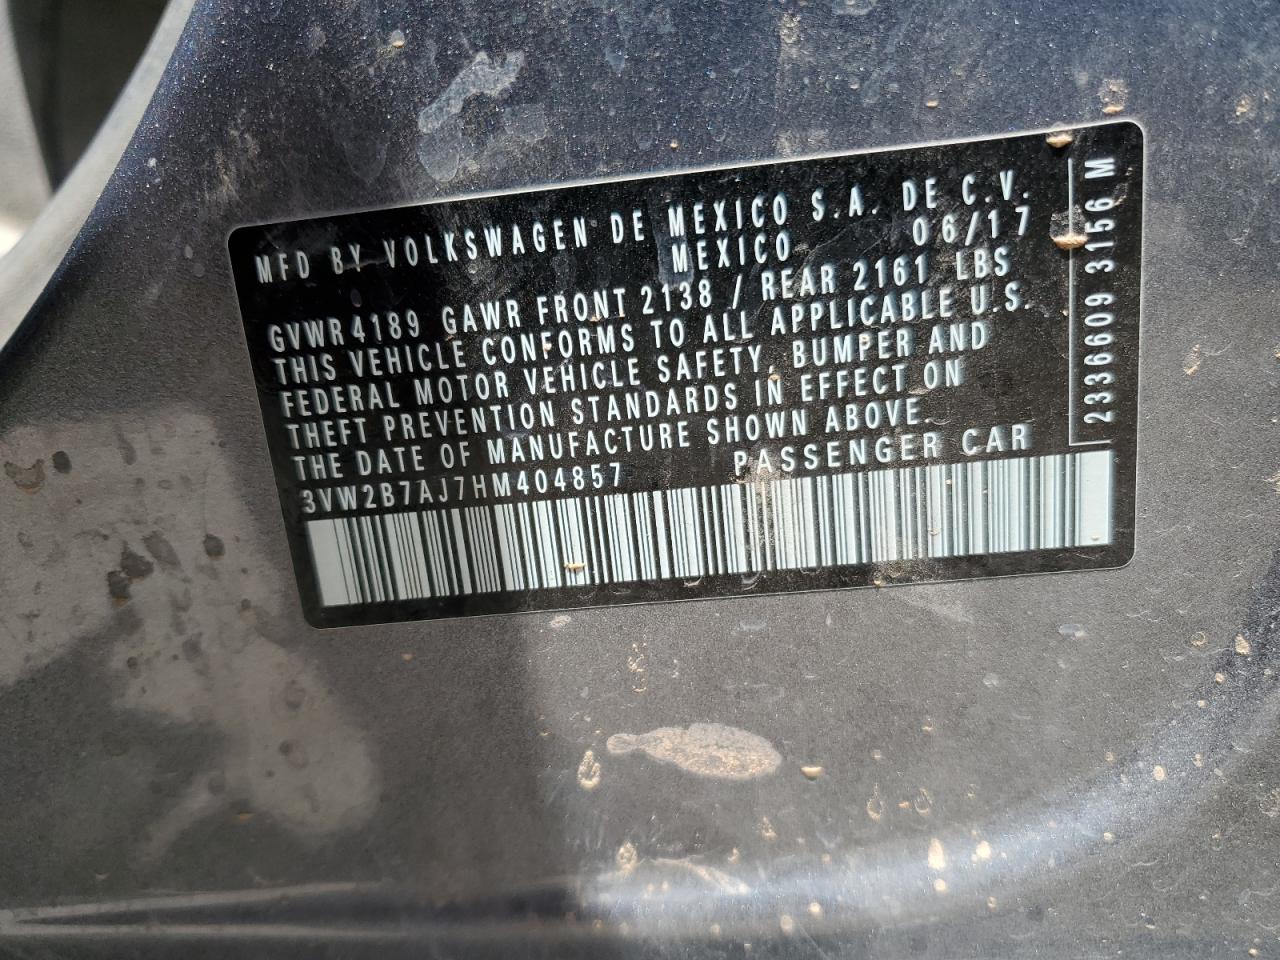 MFD BY VOLKSWAGEN DE MEXICO S.A. DE C.V.
MEXICO 06/17
GVWR 4189 GAWR FRONT 2138 / REAR 2161 LBS
THIS VEHICLE CONFORMS TO ALL APPLICABLE U.S.
FEDERAL MOTOR VEHICLE SAFETY, BUMPER AND
THEFT PREVENTION STANDARDS IN EFFECT ON
THE DATE OF MANUFACTURE SHOWN ABOVE.
3VW2B7AJ7HM404857 PASSENGER CAR
2336609 3156 M